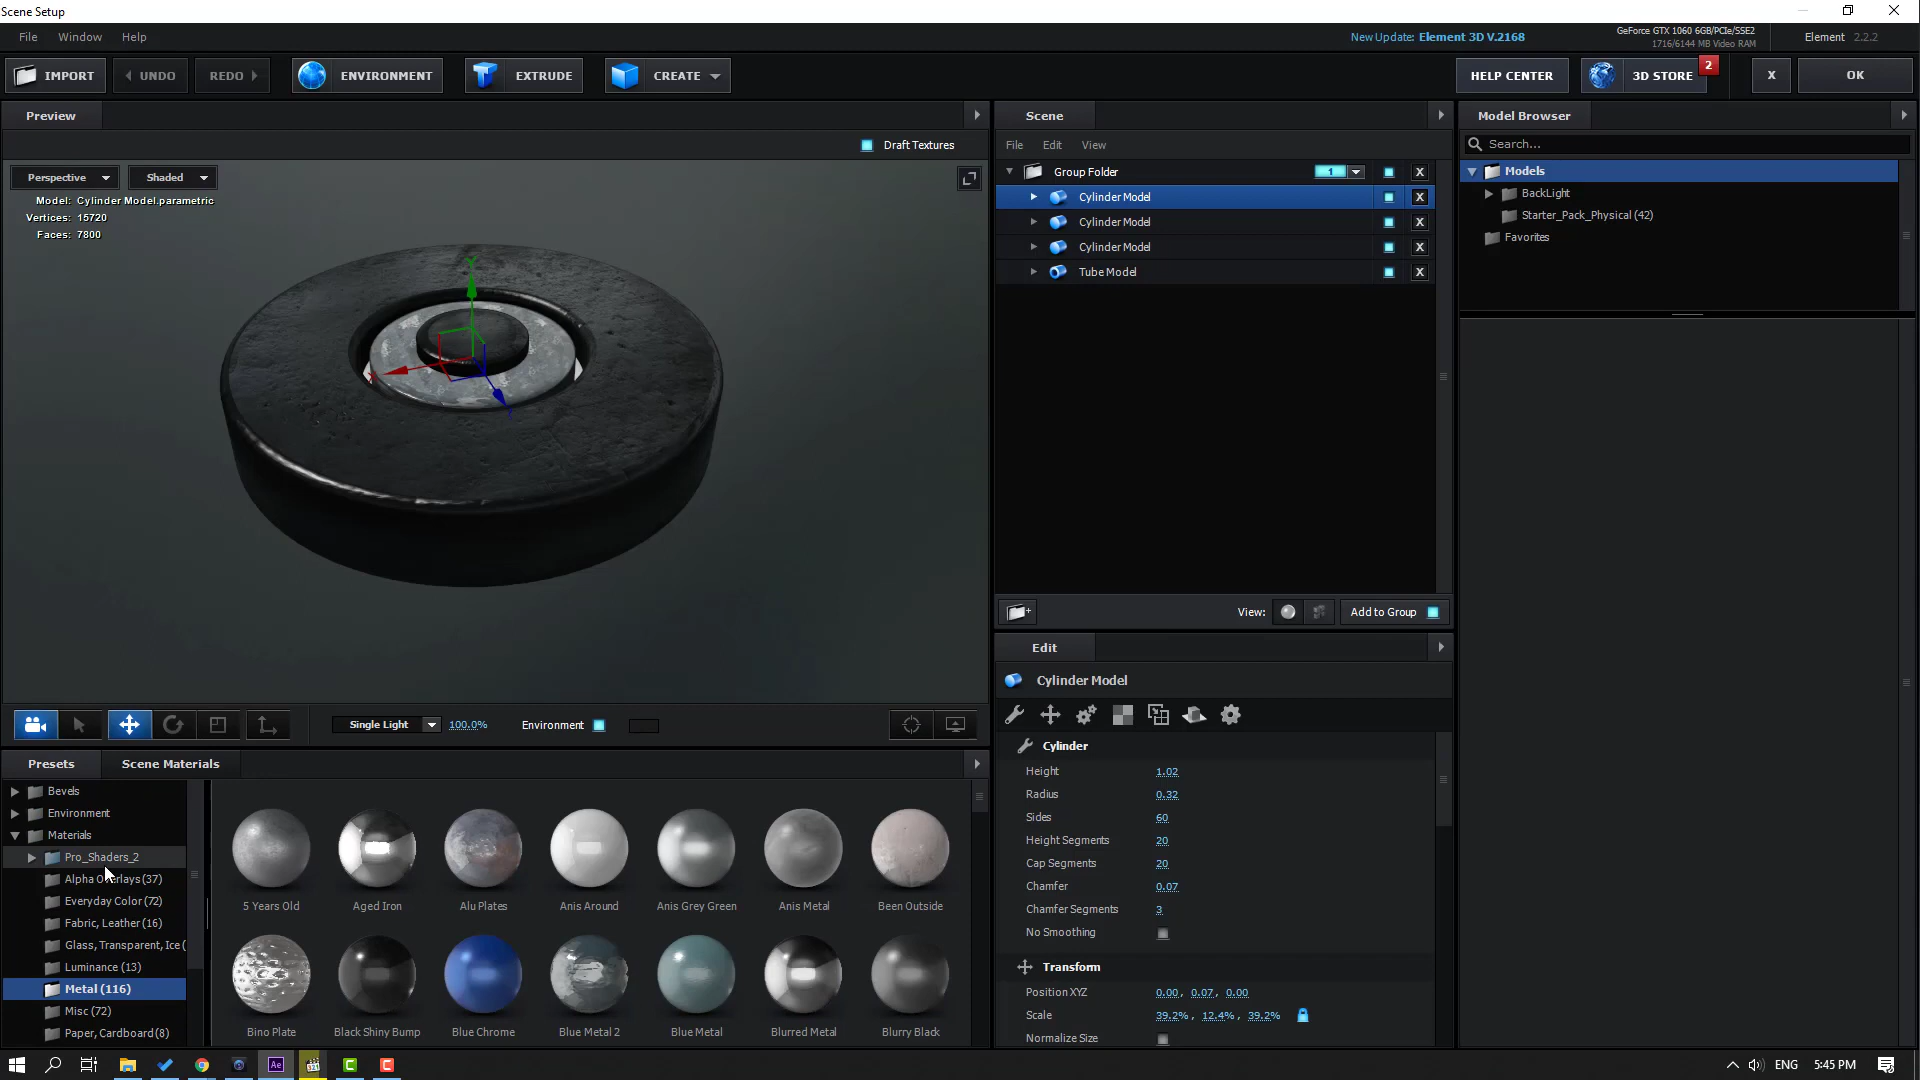 Scene Setup
File Window Help
New Update: Element 3D V.2168
GeForce GTX 1060 6GB/PCIe/SSE2
1716/6144 MB Video RAM
Element 2.2.2
IMPORT
UNDO
REDO
ENVIRONMENT
EXTRUDE
CREATE
HELP CENTER
3D STORE
2
X
OK
Preview
Draft Textures
Perspective
Shaded
Model: Cylinder Model.parametric
Vertices: 15720
Faces: 7800
Y
X
Single Light
100.0%
Environment
Scene
File Edit View
Group Folder
1
X
Cylinder Model
X
Cylinder Model
X
Cylinder Model
X
Tube Model
X
View:
Add to Group
Model Browser
Search...
Models
BackLight
Starter_Pack_Physical (42)
Favorites
Edit
Cylinder Model
Cylinder
Height 1.02
Radius 0.32
Sides 60
Height Segments 20
Cap Segments 20
Chamfer 0.07
Chamfer Segments 3
No Smoothing
Transform
Position XYZ 0.00, 0.07, 0.00
Scale 39.2%, 12.4%, 39.2%
Normalize Size
Presets
Scene Materials
Bevels
Environment
Materials
Pro_Shaders_2
Alpha Overlays (37)
Everyday Color (72)
Fabric, Leather (16)
Glass, Transparent, Ice (
Luminance (13)
Metal (116)
Misc (72)
Paper, Cardboard (8)
5 Years Old
Aged Iron
Alu Plates
Anis Around
Anis Grey Green
Anis Metal
Been Outside
Bino Plate
Black Shiny Bump
Blue Chrome
Blue Metal 2
Blue Metal
Blurred Metal
Blurry Black
Ae
C
C
ENG
5:45 PM